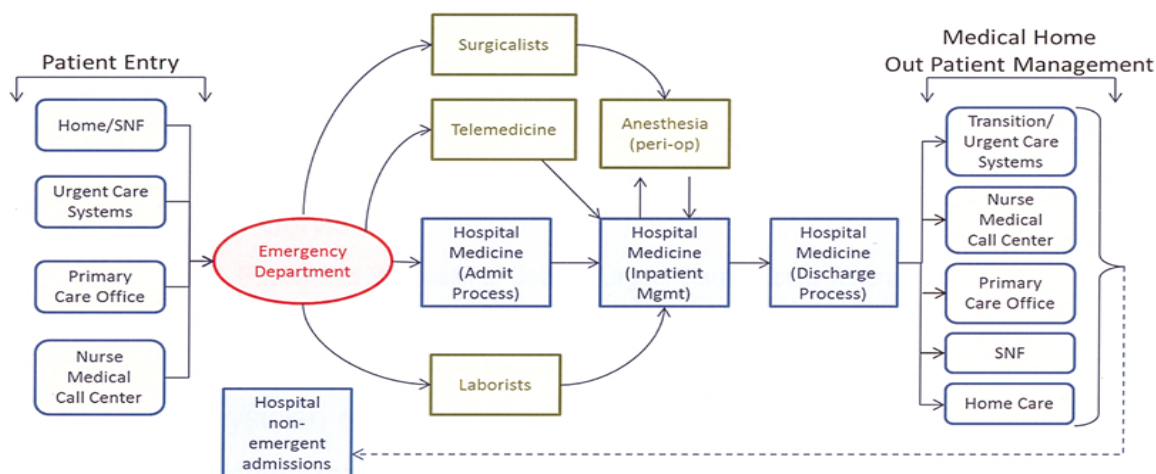 Patient Entry
Home/SNF
Urgent Care
Systems
Primary
Care Office
Nurse
Medical
Call Center
Emergency
Department
Surgicalists
Telemedicine
Anesthesia
(peri-op)
Hospital
Medicine
(Admit
Process)
Hospital
Medicine
(Inpatient
Mgmt)
Hospital
Medicine
(Discharge
Process)
Laborists
Hospital
non-
emergent
admissions
Medical Home
Out Patient Management
Transition/
Urgent Care
Systems
Nurse
Medical
Call Center
Primary
Care Office
SNF
Home Care